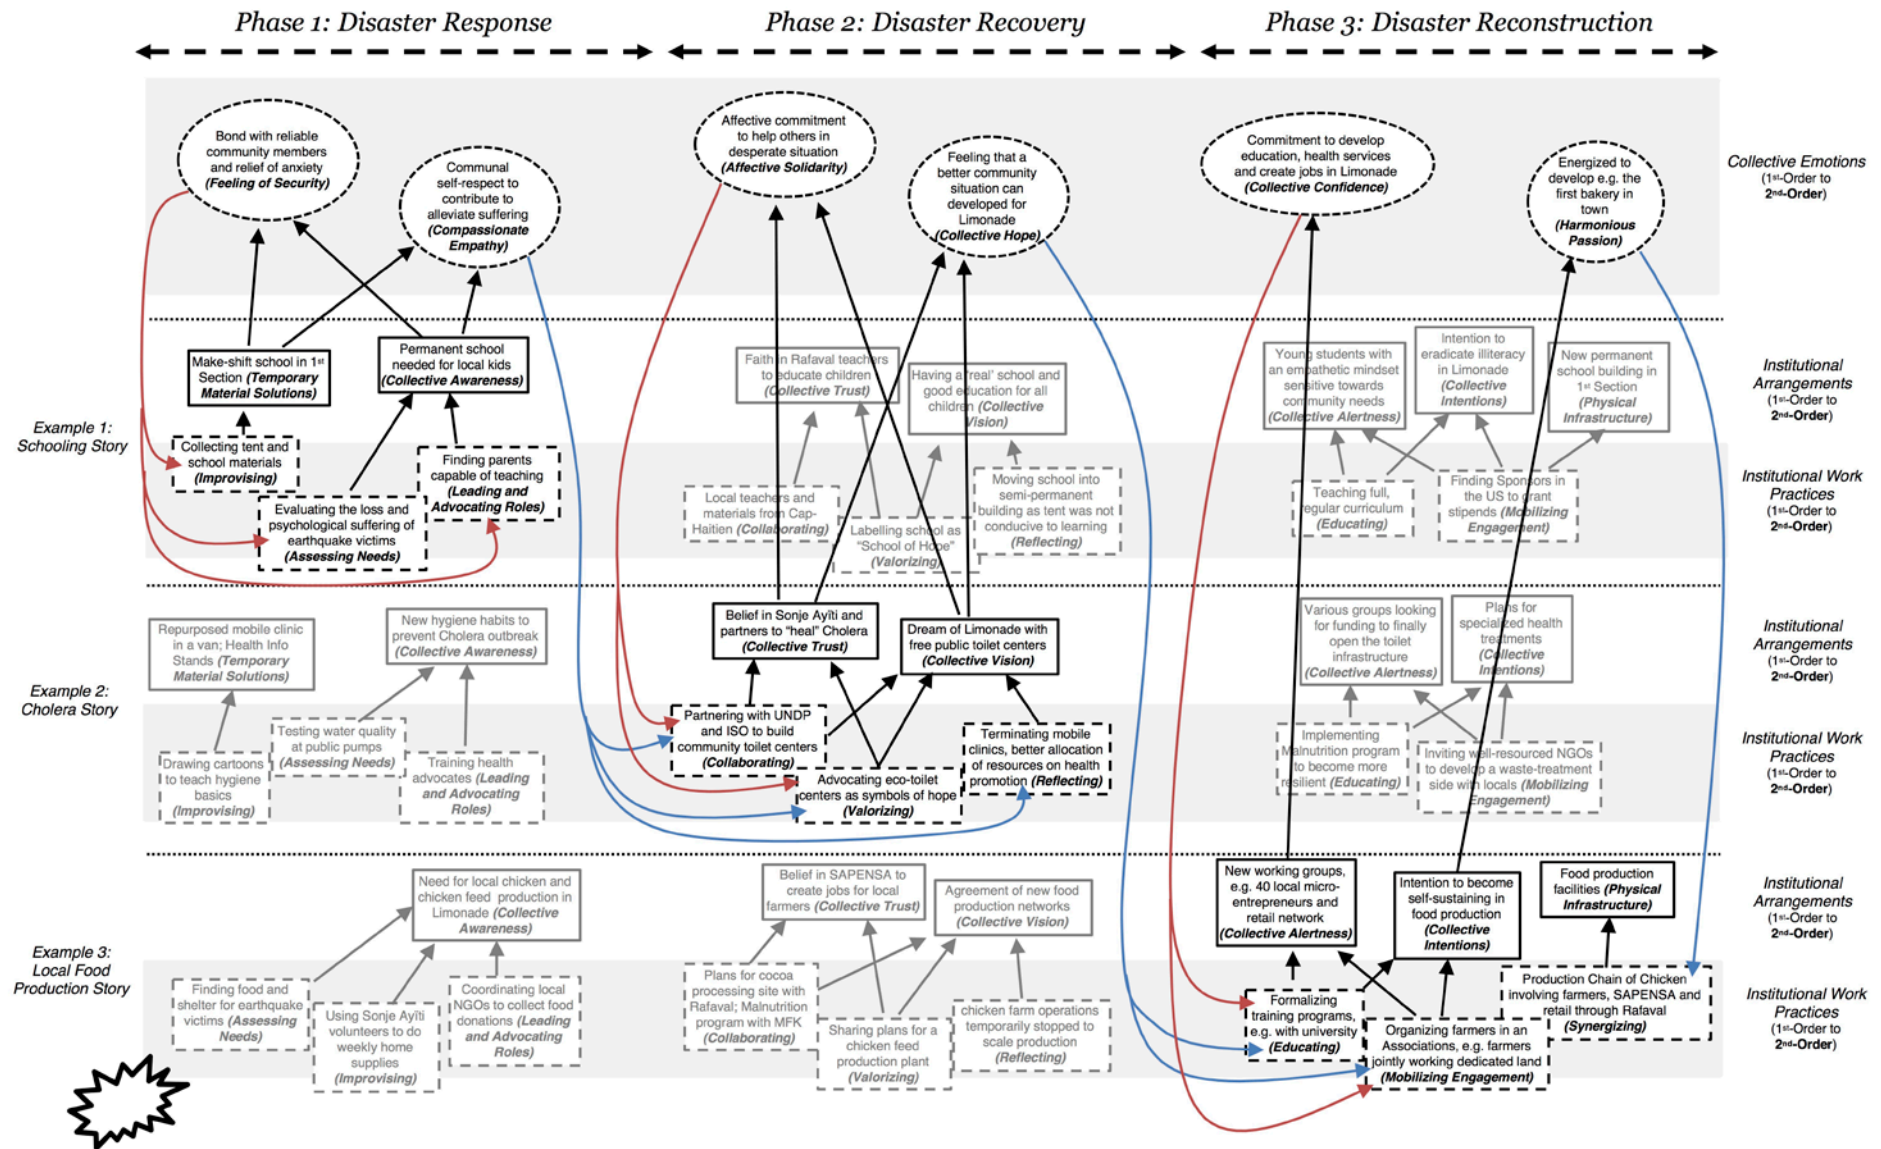 Phase 1: Disaster Response
Phase 2: Disaster Recovery
Phase 3: Disaster Reconstruction
Bond with reliable
community members
and relief of anxiety
(Feeling of Security)
Communal
self-respect to
contribute to
alleviate suffering
(Compassionate
Empathy)
Affective commitment
to help others in
desperate situation
(Affective Solidarity)
Feeling that a
better community
situation can
developed for
Limonade
(Collective Hope)
Commitment to develop
education, health services
and create jobs in Limonade
(Collective Confidence)
Energized to
develop e.g. the
first bakery in
town
(Harmonious
Passion)
Collective Emotions
(1st-Order to
2nd-Order)
Example 1:
Schooling Story
Make-shift school in 1st
Section (Temporary
Material Solutions)
Permanent school
needed for local kids
(Collective Awareness)
Collecting tent and
school materials
(Improvising)
Evaluating the loss and
psychological suffering of
earthquake victims
(Assessing Needs)
Finding parents
capable of teaching
(Leading and
Advocating Roles)
Faith in Rafaval teachers
to educate children
(Collective Trust)
Having a 'real' school and
good education for all
children (Collective
Vision)
Local teachers and
materials from Cap-
Haitien (Collaborating)
Labelling school as
"School of Hope"
(Valorizing)
Moving school into
semi-permanent
building as tent was not
conducive to learning
(Reflecting)
Young students with
an empathetic mindset
sensitive towards
community needs
(Collective Alertness)
Intention to
eradicate illiteracy
in Limonade
(Collective
Intentions)
New permanent
school building in
1st Section
(Physical
Infrastructure)
Teaching full,
regular curriculum
(Educating)
Finding Sponsors in
the US to grant
stipends (Mobilizing
Engagement)
Institutional
Arrangements
(1st-Order to
2nd-Order)
Institutional Work
Practices
(1st-Order to
2nd-Order)
Example 2:
Cholera Story
Repurposed mobile clinic
in a van; Health Info
Stands (Temporary
Material Solutions)
New hygiene habits to
prevent Cholera outbreak
(Collective Awareness)
Drawing cartoons
to teach hygiene
basics
(Improvising)
Testing water quality
at public pumps
(Assessing Needs)
Training health
advocates (Leading
and Advocating
Roles)
Belief in Sonje Ayïti and
partners to "heal" Cholera
(Collective Trust)
Dream of Limonade with
free public toilet centers
(Collective Vision)
Partnering with UNDP
and ISO to build
community toilet centers
(Collaborating)
Advocating eco-toilet
centers as symbols of hope
(Valorizing)
Terminating mobile
clinics, better allocation
of resources on health
promotion (Reflecting)
Various groups looking
for funding to finally
open the toilet
infrastructure
(Collective Alertness)
Plans for
specialized health
treatments
(Collective
Intentions)
Implementing
Malnutrition program
to become more
resilient (Educating)
Inviting well-resourced NGOs
to develop a waste-treatment
side with locals (Mobilizing
Engagement)
Institutional
Arrangements
(1st-Order to
2nd-Order)
Institutional Work
Practices
(1st-Order to
2nd-Order)
Example 3:
Local Food
Production Story
Need for local chicken and
chicken feed production in
Limonade (Collective
Awareness)
Finding food and
shelter for earthquake
victims (Assessing
Needs)
Using Sonje Ayïti
volunteers to do
weekly home
supplies
(Improvising)
Coordinating local
NGOs to collect food
donations (Leading
and Advocating
Roles)
Belief in SAPENSA to
create jobs for local
farmers (Collective Trust)
Agreement of new food
production networks
(Collective Vision)
Plans for cocoa
processing site with
Rafaval; Malnutrition
program with MFK
(Collaborating)
Sharing plans for a
chicken feed
production plant
(Valorizing)
chicken farm operations
temporarily stopped to
scale production
(Reflecting)
New working groups,
e.g. 40 local micro-
entrepreneurs and
retail network
(Collective Alertness)
Intention to become
self-sustaining in
food production
(Collective
Intentions)
Food production
facilities (Physical
Infrastructure)
Formalizing
training programs,
e.g. with university
(Educating)
Organizing farmers in an
Associations, e.g. farmers
jointly working dedicated land
(Mobilizing Engagement)
Production Chain of Chicken
involving farmers, SAPENSA and
retail through Rafaval
(Synergizing)
Institutional
Arrangements
(1st-Order to
2nd-Order)
Institutional Work
Practices
(1st-Order to
2nd-Order)